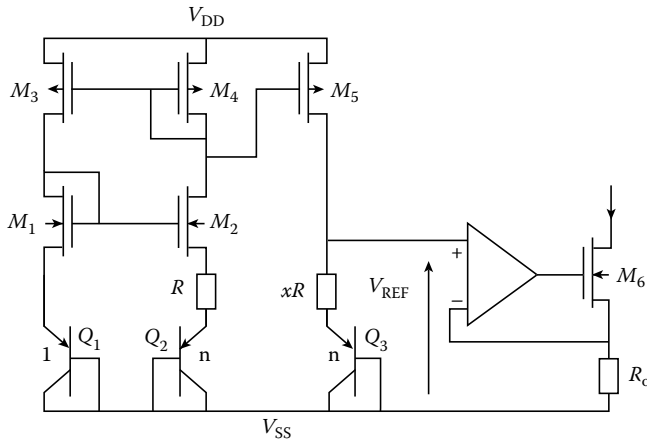 V_DD
M_3
M_4
M_5
M_1
M_2
M_6
R
xR
V_REF
+
−
Q_1
Q_2
Q_3
1
n
n
V_SS